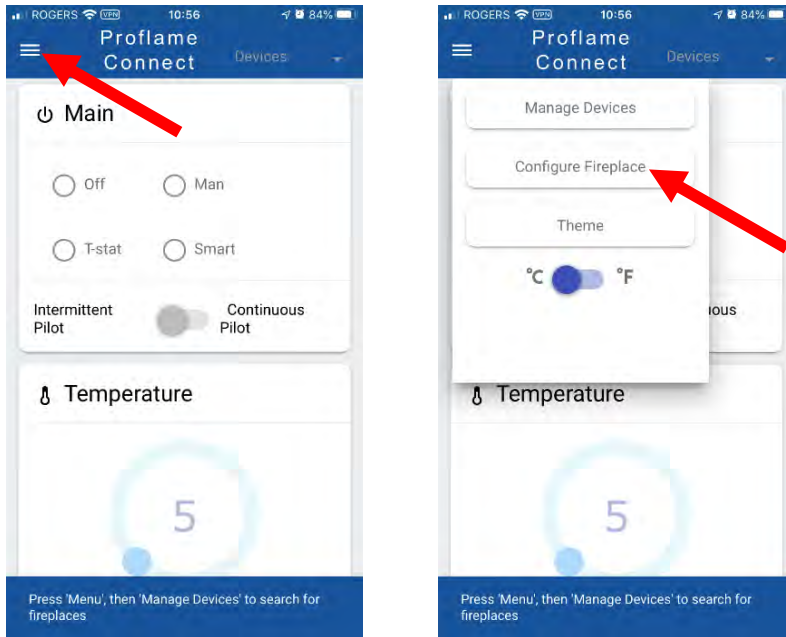 ROGERS VPN 10:56 84%
Proflame
Connect
Devices
Main
Off
Man
T-stat
Smart
Intermittent
Pilot
Continuous
Pilot
Temperature
5
Press 'Menu', then 'Manage Devices' to search for
fireplaces
ROGERS VPN 10:56 84%
Proflame
Connect
Devices
Manage Devices
Configure Fireplace
Theme
°C
°F
ious
Temperature
5
Press 'Menu', then 'Manage Devices' to search for
fireplaces